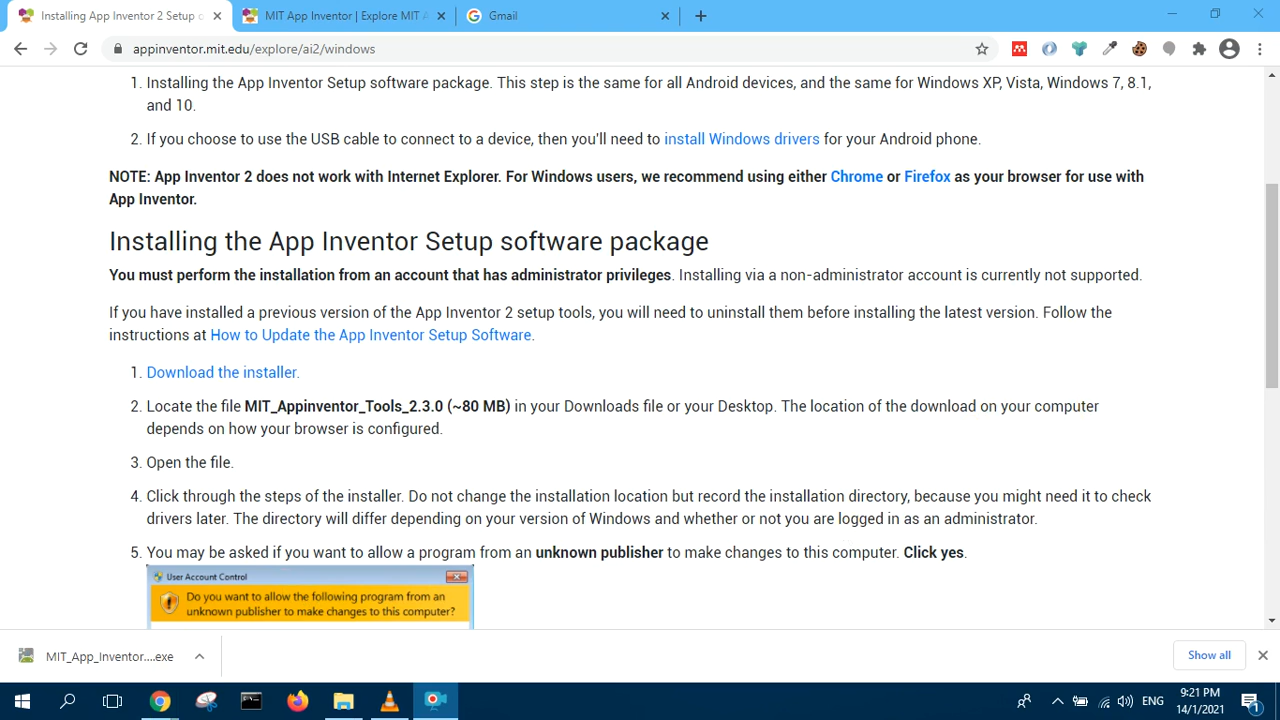 Installing App Inventor 2 Setup
MIT App Inventor | Explore MIT A
Gmail
appinventor.mit.edu/explore/ai2/windows
1. Installing the App Inventor Setup software package. This step is the same for all Android devices, and the same for Windows XP, Vista, Windows 7, 8.1,
and 10.
2. If you choose to use the USB cable to connect to a device, then you'll need to install Windows drivers for your Android phone.
NOTE: App Inventor 2 does not work with Internet Explorer. For Windows users, we recommend using either Chrome or Firefox as your browser for use with
App Inventor.
Installing the App Inventor Setup software package
You must perform the installation from an account that has administrator privileges. Installing via a non-administrator account is currently not supported.
If you have installed a previous version of the App Inventor 2 setup tools, you will need to uninstall them before installing the latest version. Follow the
instructions at How to Update the App Inventor Setup Software.
1. Download the installer.
2. Locate the file MIT_Appinventor_Tools_2.3.0 (~80 MB) in your Downloads file or your Desktop. The location of the download on your computer
depends on how your browser is configured.
3. Open the file.
4. Click through the steps of the installer. Do not change the installation location but record the installation directory, because you might need it to check
drivers later. The directory will differ depending on your version of Windows and whether or not you are logged in as an administrator.
5. You may be asked if you want to allow a program from an unknown publisher to make changes to this computer. Click yes.
User Account Control
Do you want to allow the following program from an
unknown publisher to make changes to this computer?
MIT_App_Inventor....exe
Show all
ENG
9:21 PM
14/1/2021
1